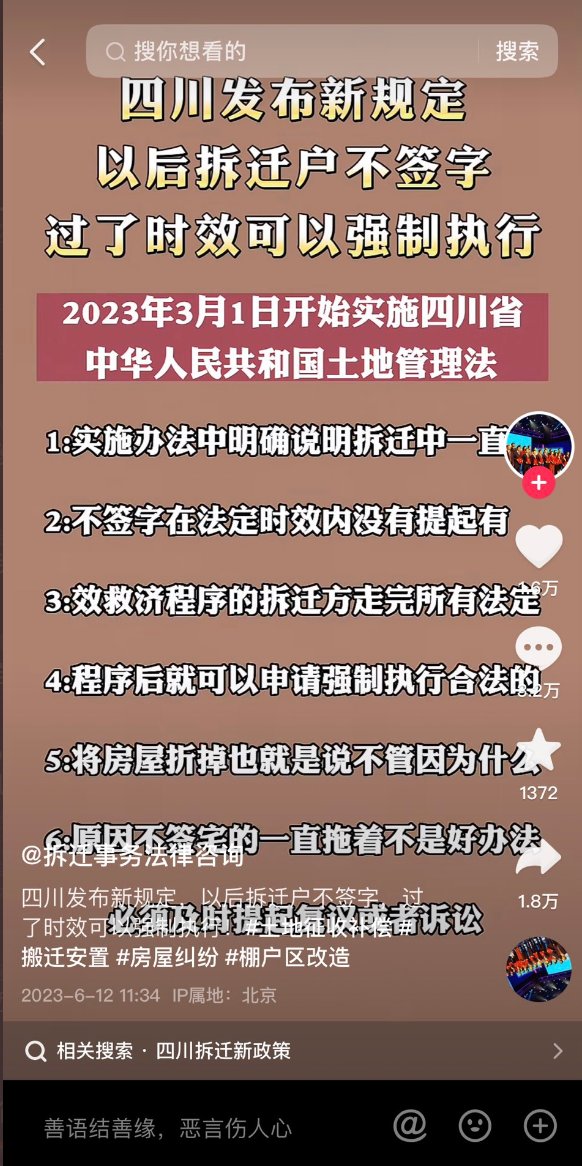 搜你想看的
搜索
四川发布新规定
以后拆迁户不签字
过了时效可以强制执行
2023年3月1日开始实施四川省
中华人民共和国土地管理法
1:实施办法中明确说明拆迁中一直
2:不签字在法定时效内没有提起有
3:效救济程序的拆迁方走完所有法定
4:程序后就可以申请强制执行合法的
5:将房屋折掉也就是说不管因为什么
6:原因不签字的一直拖着不是好办法
必须及时提起复议或者诉讼
1.6万
3.2万
1372
1.8万
@拆迁事务法律咨询
四川发布新规定，以后拆迁户不签字，过
了时效可以强制执行 #土地征收补偿 #
搬迁安置 #房屋纠纷 #棚户区改造
2023-6-12 11:34 IP属地：北京
相关搜索 · 四川拆迁新政策
善语结善缘，恶言伤人心